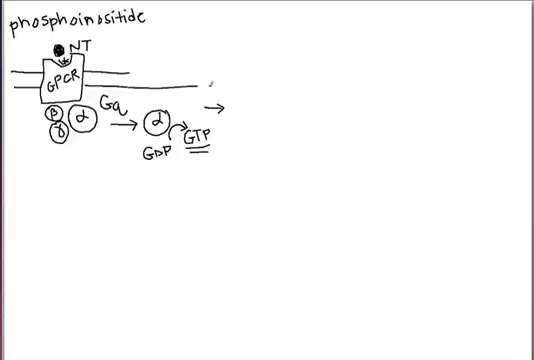 phosphoinositide
NT
GPCR
Gq
β
α
γ
α
GDP
GTP